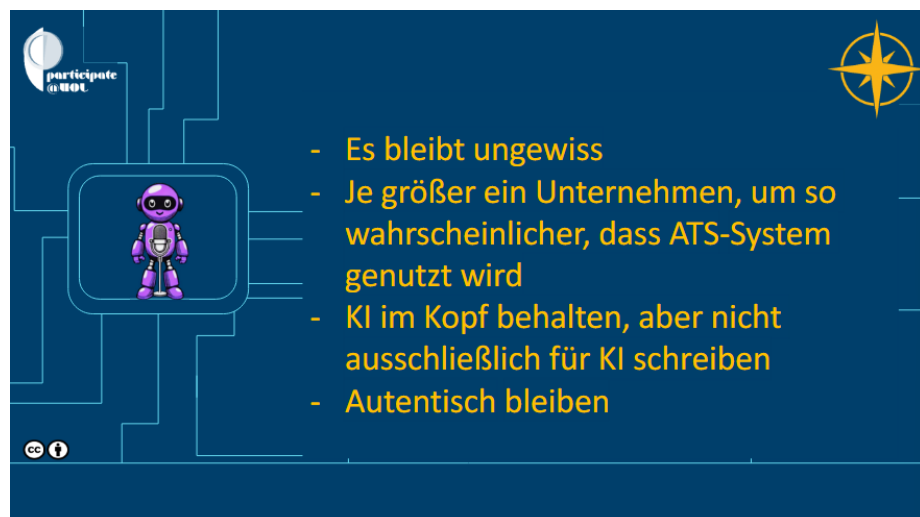 participate
@UOL
- Es bleibt ungewiss
- Je größer ein Unternehmen, um so
wahrscheinlicher, dass ATS-System
genutzt wird
- KI im Kopf behalten, aber nicht
ausschließlich für KI schreiben
- Autentisch bleiben
cc